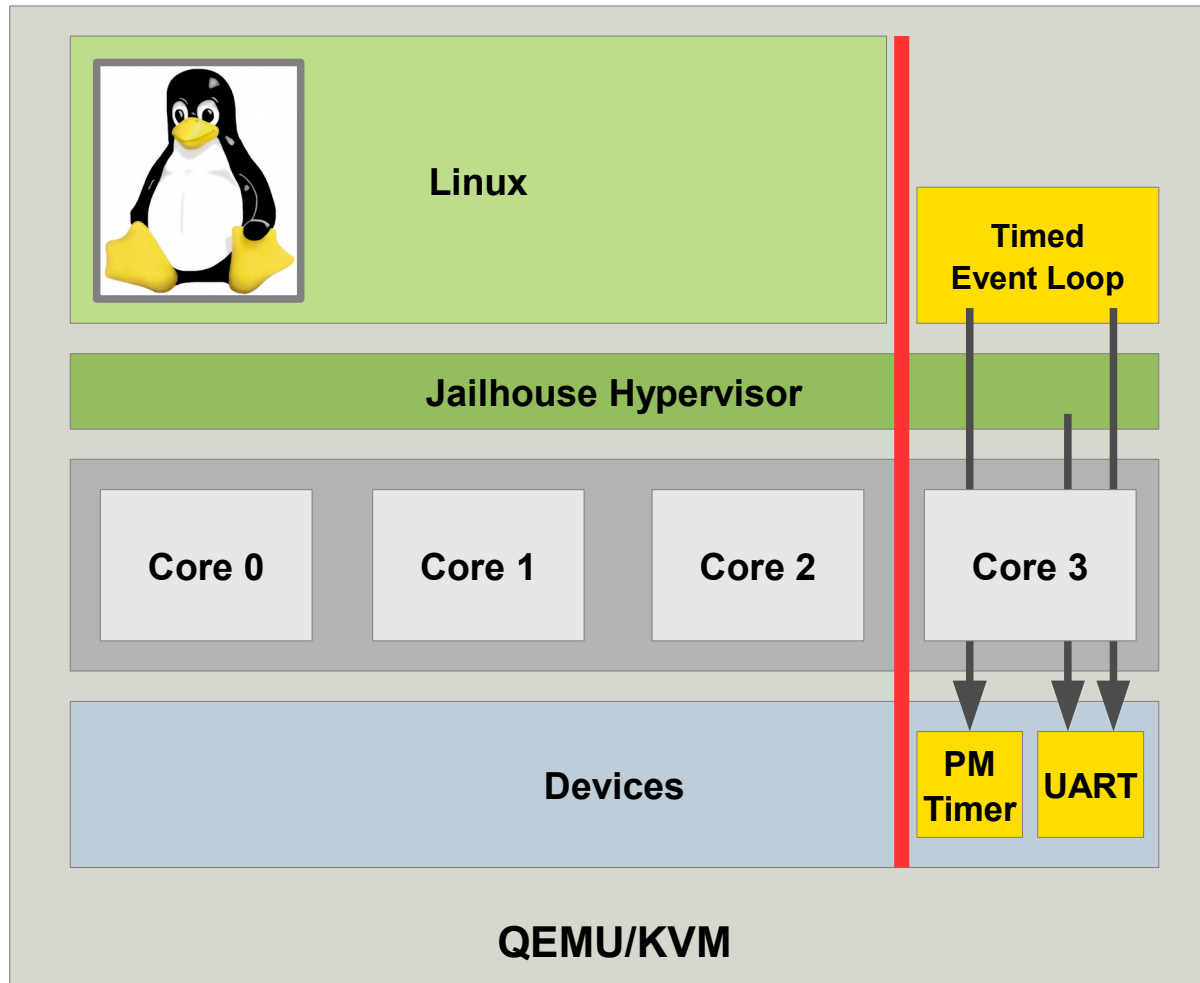 Linux
Timed
Event Loop
Jailhouse Hypervisor
Core 0
Core 1
Core 2
Core 3
Devices
PM
Timer
UART
QEMU/KVM